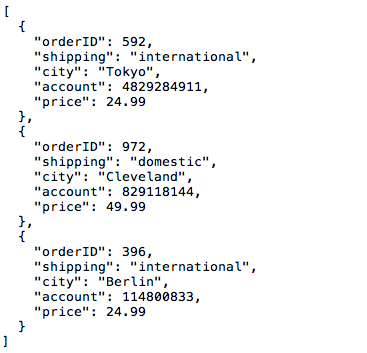 [
  {
    "orderID": 592,
    "shipping": "international",
    "city": "Tokyo",
    "account": 4829284911,
    "price": 24.99
  },
  {
    "orderID": 972,
    "shipping": "domestic",
    "city": "Cleveland",
    "account": 829118144,
    "price": 49.99
  },
  {
    "orderID": 396,
    "shipping": "international",
    "city": "Berlin",
    "account": 114800833,
    "price": 24.99
  }
]